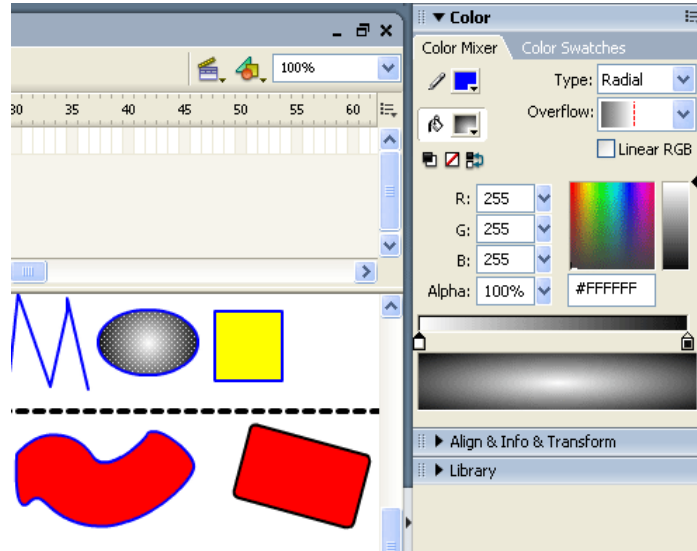 Color
Color Mixer Color Swatches
100%
Type: Radial
Overflow:
Linear RGB
30 35 40 45 50 55 60
R: 255
G: 255
B: 255
Alpha: 100% #FFFFFF
Align & Info & Transform
Library